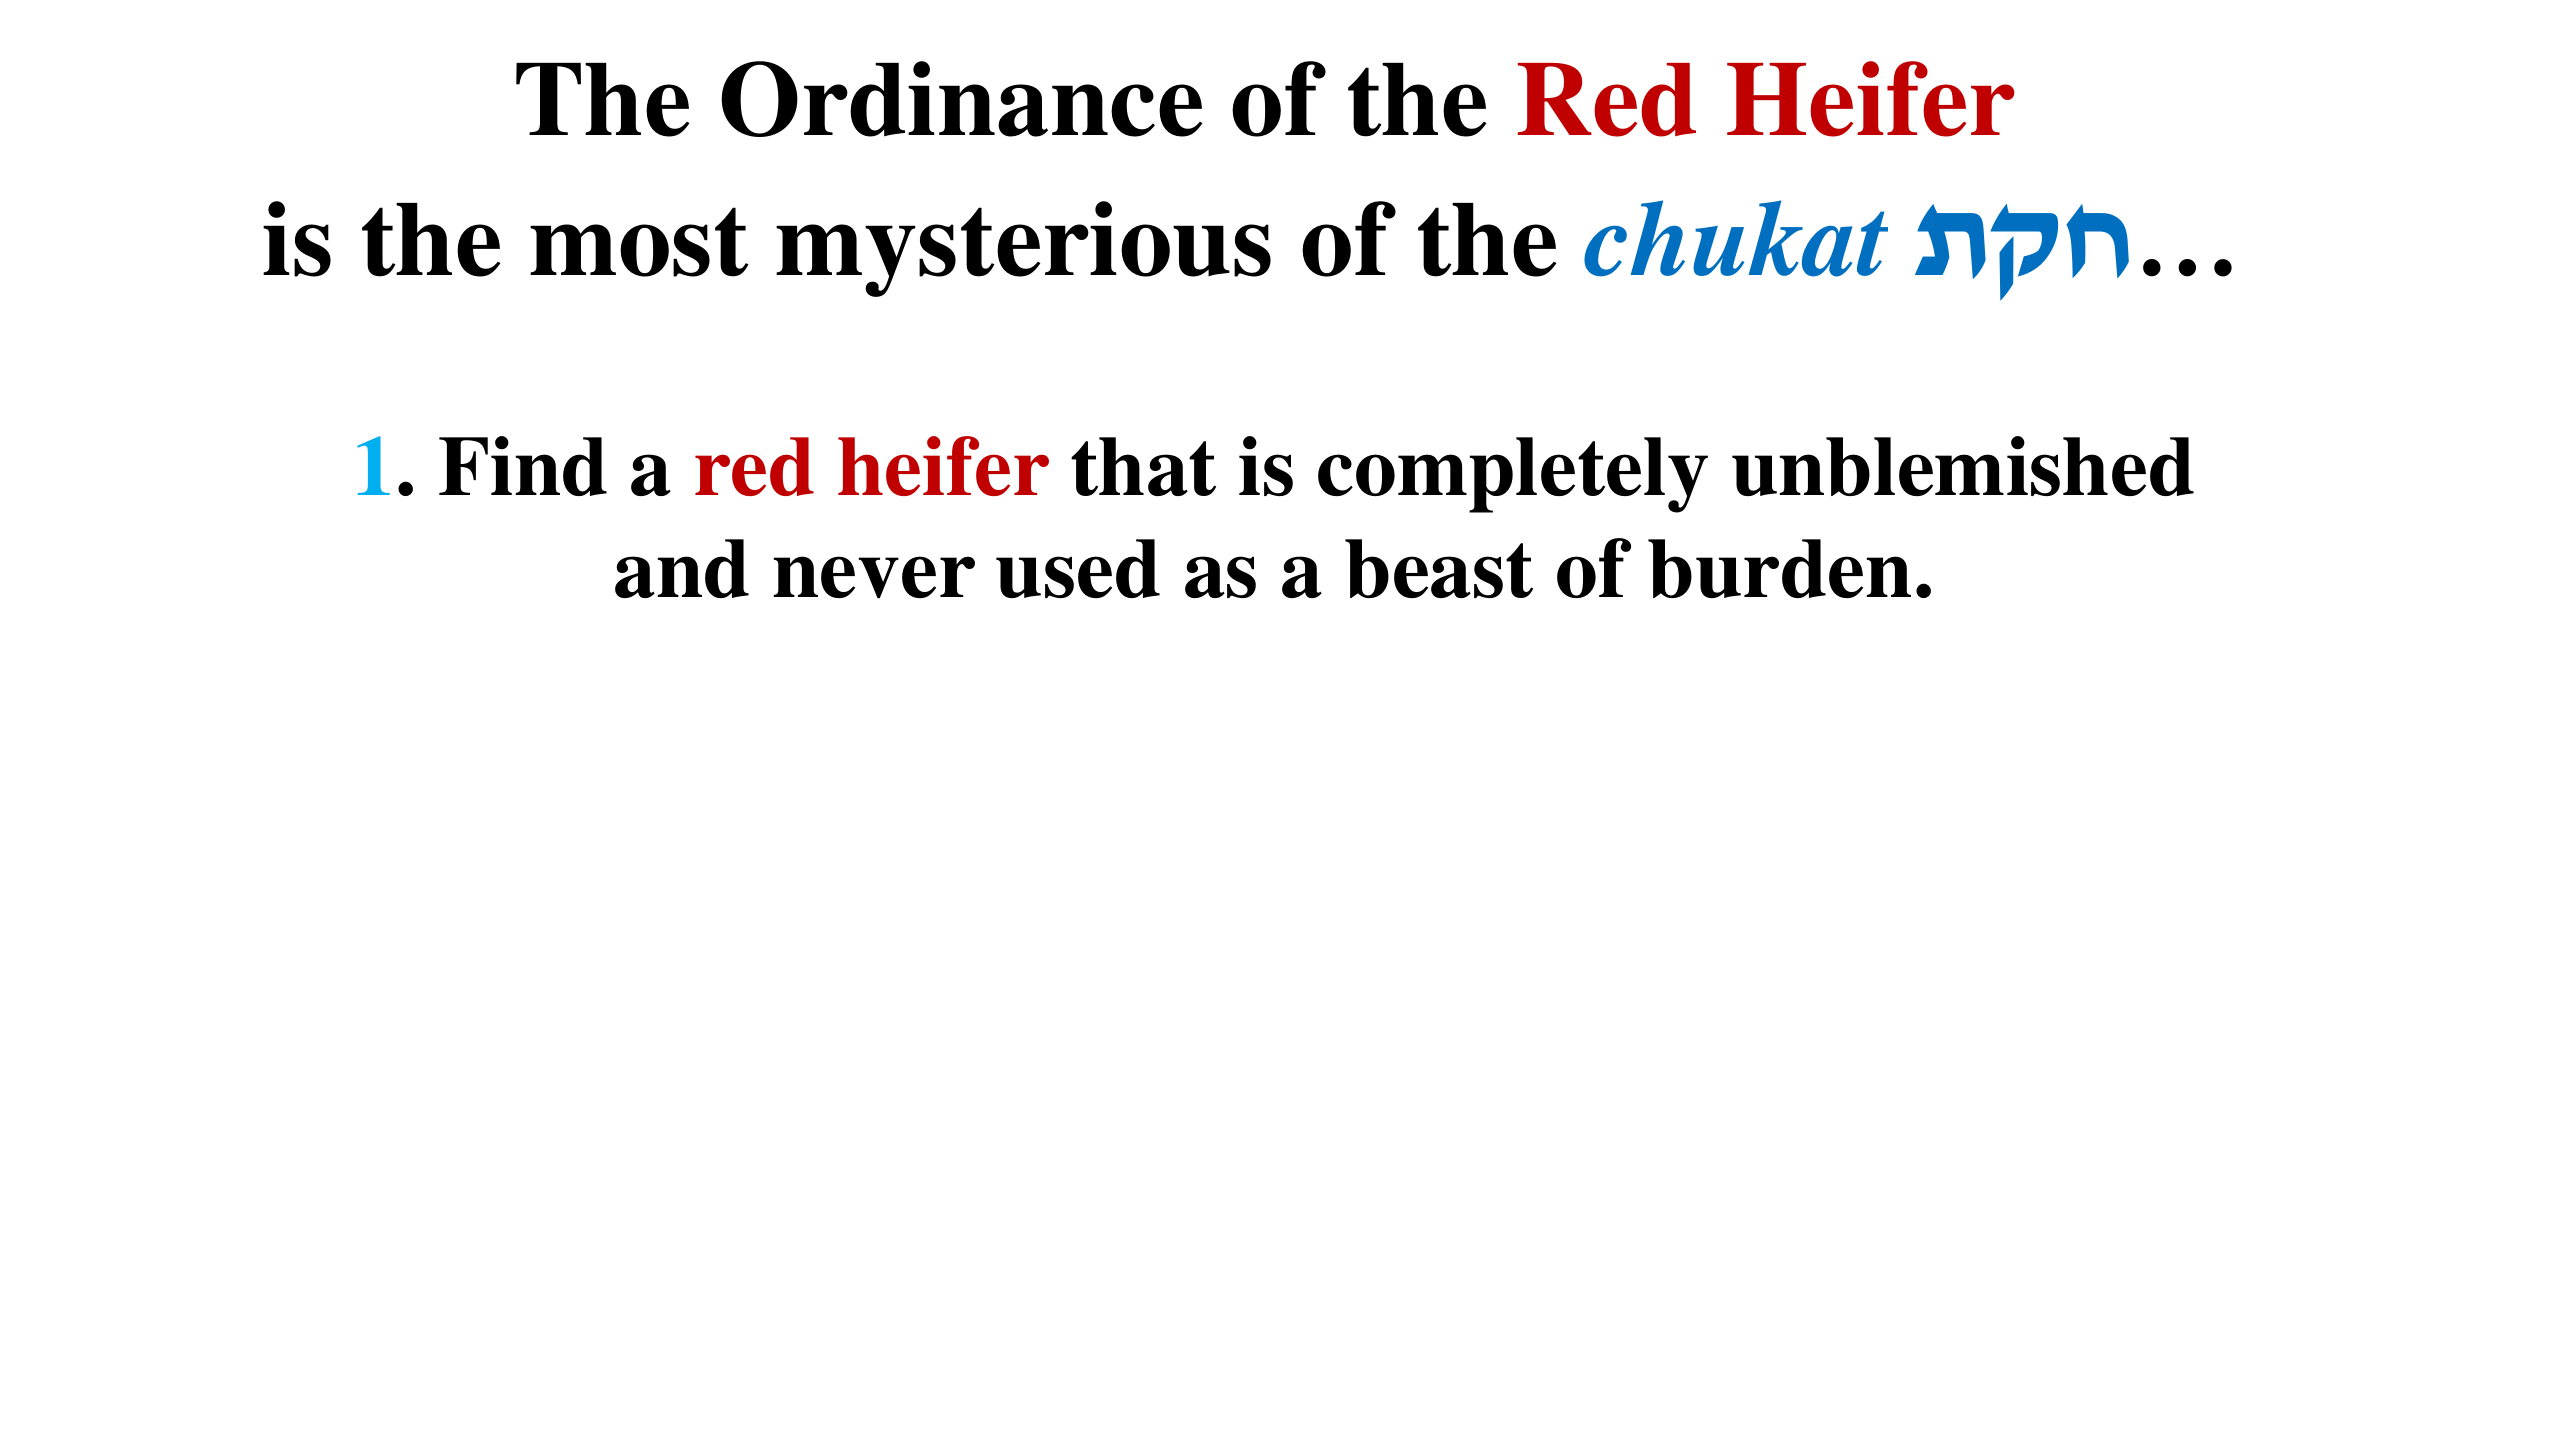 The Ordinance of the Red Heifer
is the most mysterious of the chukat חקת…
1. Find a red heifer that is completely unblemished
and never used as a beast of burden.